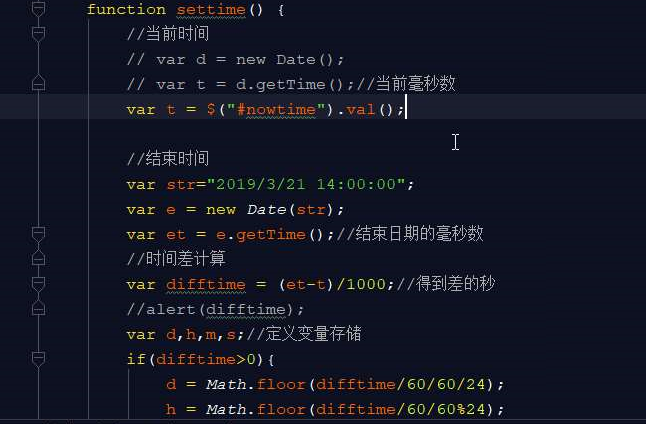 function settime() {
//当前时间
// var d = new Date();
// var t = d.getTime();//当前毫秒数
var t = $("#nowtime").val();
//结束时间
var str="2019/3/21 14:00:00";
var e = new Date(str);
var et = e.getTime();//结束日期的毫秒数
//时间差计算
var difftime = (et-t)/1000;//得到差的秒
//alert(difftime);
var d,h,m,s;//定义变量存储
if(difftime>0){
d = Math.floor(difftime/60/60/24);
h = Math.floor(difftime/60/60%24);